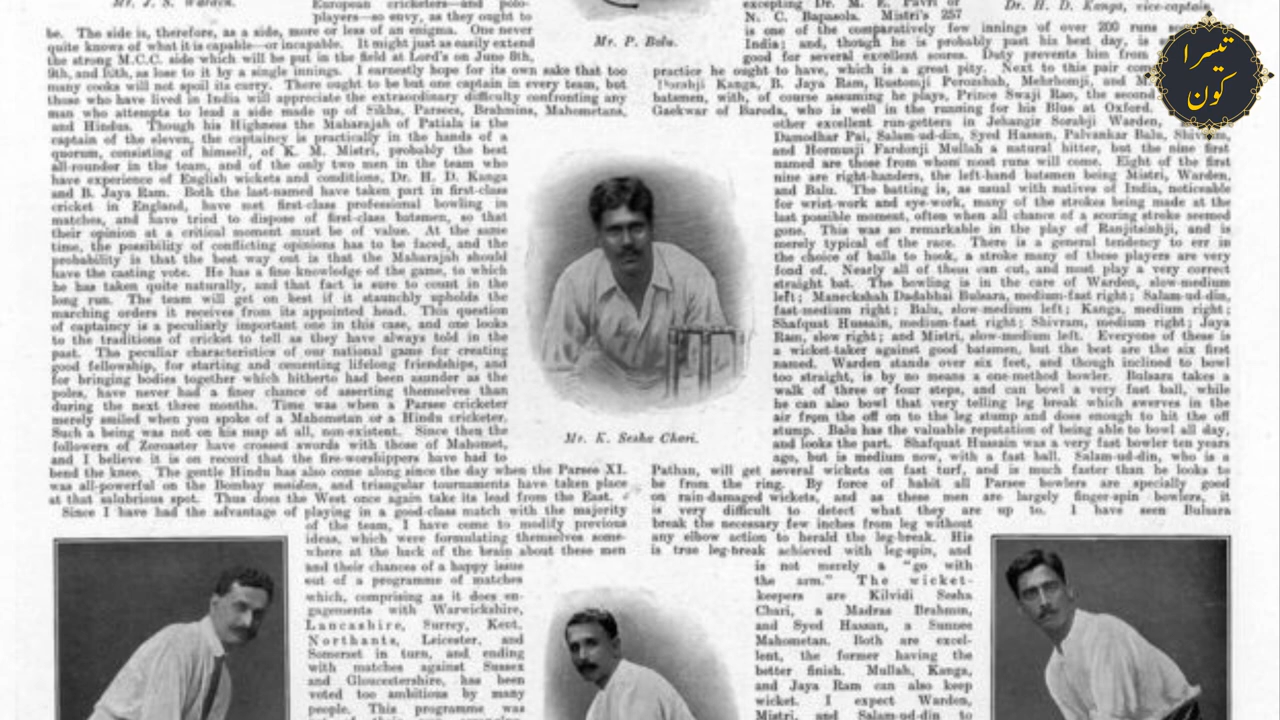 Mr. J. S. Warden.
European cricketers—and polo-
players—so envy, as they ought to
be. The side is, therefore, as a side, more or less of an enigma. One never
quite knows of what it is capable—or incapable. It might just as easily extend
the strong M.C.C. side which will be put in the field at Lord's on June 8th,
9th, and 10th, as lose to it by a single innings. I earnestly hope for its own sake that too
many cooks will not spoil its curry. There ought to be but one captain in every team, but
those who have lived in India will appreciate the extraordinary difficulty confronting any
man who attempts to lead a side made up of Sikhs, Parsees, Brahmins, Mahometans,
and Hindus. Though his Highness the Maharajah of Patiala is the
captain of the eleven, the captaincy is practically in the hands of a
quorum, consisting of himself, of K. M. Mistri, probably the best
all-rounder in the team, and of the only two men in the team who
have experience of English wickets and conditions, Dr. H. D. Kanga
and B. Jaya Ram. Both the last-named have taken part in first-class
cricket in England, have met first-class professional bowling in
matches, and have tried to dispose of first-class batsmen, so that
their opinion at a critical moment must be of value. At the same
time, the possibility of conflicting opinions has to be faced, and the
probability is that the best way out is that the Maharajah should
have the casting vote. He has a fine knowledge of the game, to which
he has taken quite naturally, and that fact is sure to count in the
long run. The team will get on best if it staunchly upholds the
marching orders it receives from its appointed head. This question
of captaincy is a peculiarly important one in this case, and one looks
to the traditions of cricket to tell as they have always told in the
past. The peculiar characteristics of our national game for creating
good fellowship, for starting and cementing lifelong friendships, and
for bringing bodies together which hitherto had been asunder as the
poles, have never had a finer chance of asserting themselves than
during the next three months. Time was when a Parsee cricketer
merely smiled when you spoke of a Mahometan or a Hindu cricketer.
Such a being was not on his map at all, non-existent. Since then the
followers of Zoroaster have crossed swords with those of Mahomet,
and I believe it is on record that the fire-worshippers have had to
bend the knee. The gentle Hindu has also come along since the day when the Parsee XI.
was all-powerful on the Bombay maidan, and triangular tournaments have taken place
at that salubrious spot. Thus does the West once again take its lead from the East.
Since I have had the advantage of playing in a good-class match with the majority
of the team, I have come to modify previous
ideas, which were formulating themselves some-
where at the back of the brain about these men
and their chances of a happy issue
out of a programme of matches
which, comprising as it does en-
gagements with Warwickshire,
Lancashire, Surrey, Kent,
Northants, Leicester, and
Somerset in turn, and ending
with matches against Sussex
and Gloucestershire, has been
voted too ambitious by many
people. This programme was
Mr. P. Balu.
Mr. K. Sesha Chari.
excepting Dr. M. E. Pavri or
N. C. Bapasola. Mistri's 257
is one of the comparatively few innings of over 200 runs
India; and, though he is probably past his best day, is
good for several excellent scores. Duty prevents him from
practice he ought to have, which is a great pity. Next to this pair
Dorabji Kanga, B. Jaya Ram, Rustomji Poronahah, Mehrhomji, and
batsmen, with, of course assuming he plays, Prince Swaji Rao, the second
Gaekwar of Baroda, who is well in the running for his Blue at Oxford.
other excellent run-getters in Jehangir Sorabji Warden,
Damodhar Pai, Salam-ud-din, Syed Hassan, Palvankar Balu, Shivram,
and Hormusji Fardonji Mullah a natural hitter, but the nine first
named are those from whom most runs will come. Eight of the first
nine are right-handers, the left-hand batsmen being Mistri, Warden,
and Balu. The batting is, as usual with natives of India, noticeable
for wrist-work and eye-work, many of the strokes being made at the
last possible moment, often when all chance of a scoring stroke seemed
gone. This was so remarkable in the play of Ranjitsinhji, and is
merely typical of the race. There is a general tendency to err in
the choice of balls to hook, a stroke many of these players are very
fond of. Nearly all of them can cut, and most play a very correct
straight bat. The bowling is in the care of Warden, slow-medium
left; Maneckshah Dadabhai Bulsara, medium-fast right; Salam-ud-din,
fast-medium right; Balu, slow-medium left; Kanga, medium right;
Shafquat Hussain, medium-fast right; Shivram, medium right; Jaya
Ram, slow right; and Mistri, slow-medium left. Everyone of these is
a wicket-taker against good batsmen, but the best are the six first
named. Warden stands over six feet, and though inclined to bowl
too straight, is by no means a one-method bowler. Bulsara takes a
walk of three or four steps, and can bowl a very fast ball, while
he can also bowl that very telling leg break which swerves in the
air from the off on to the leg stump and does enough to hit the off
stump. Balu has the valuable reputation of being able to bowl all day,
and looks the part. Shafquat Hussain was a very fast bowler ten years
ago, but is medium now, with a fast ball. Salam-ud-din, who is a
Pathan, will get several wickets on fast turf, and is much faster than he looks to
be from the ring. By force of habit all Parsee bowlers are specially good
on rain-damaged wickets, and as these men are largely finger-spin bowlers, it
is very difficult to detect what they are up to. I have seen Bulsara
break the necessary few inches from leg without
any elbow action to herald the leg-break. His
is true leg-break achieved with leg-spin, and
is not merely a "go with
the arm." The wicket-
keepers are Kilvidi Sesha
Chari, a Madras Brahmin,
and Syed Hassan, a Sunnee
Mahometan. Both are excel-
lent, the former having the
better finish. Mullah, Kanga,
and Jaya Ram can also keep
wicket. I expect Warden,
Mistri, and Salam-ud-din to
Dr. H. D. Kanga, vice-captain.
تیسرا
کون